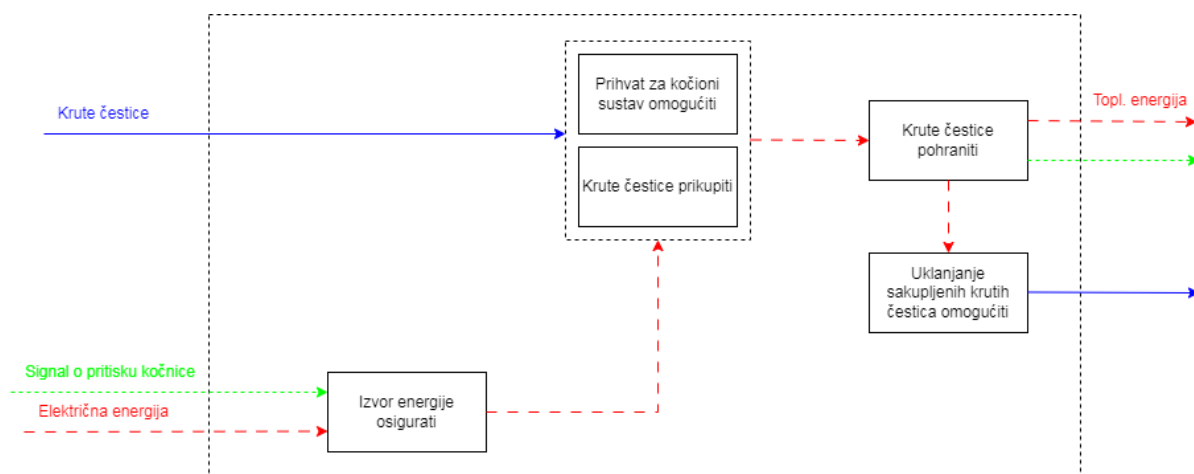 Prihvat za kočioni
sustav omogućiti
Krute čestice
Topl. energija
Krute čestice
pohraniti
Krute čestice prikupiti
Uklanjanje
sakupljenih krutih
čestica omogućiti
Signal o pritisku kočnice
Električna energija
Izvor energije
osigurati